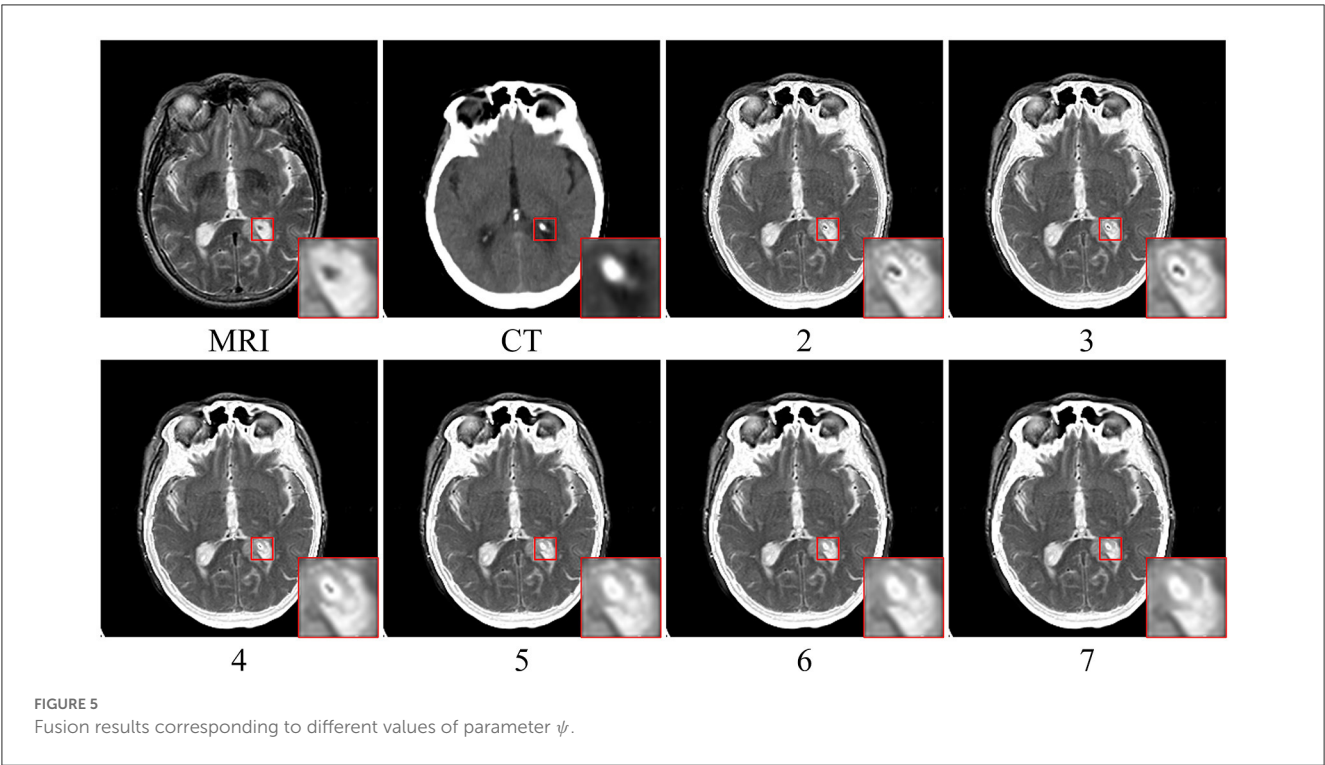 MRI CT 2 3
4 5 6 7
FIGURE 5
Fusion results corresponding to different values of parameter ψ.